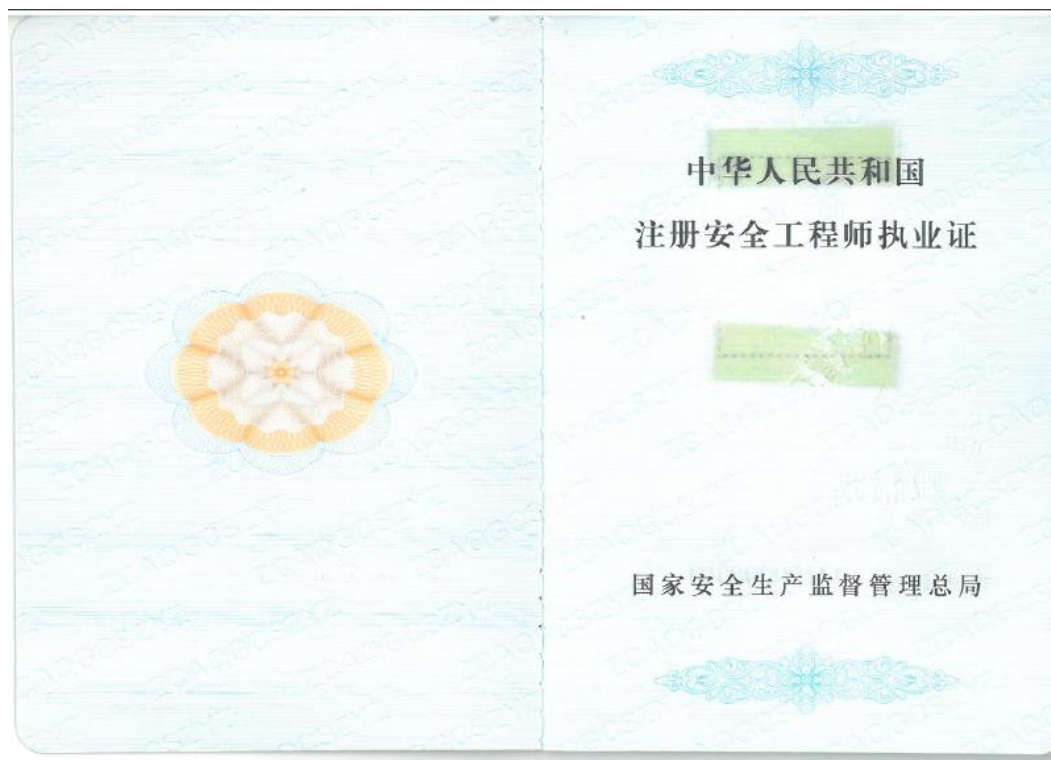 中华人民共和国
注册安全工程师执业证
国家安全生产监督管理总局